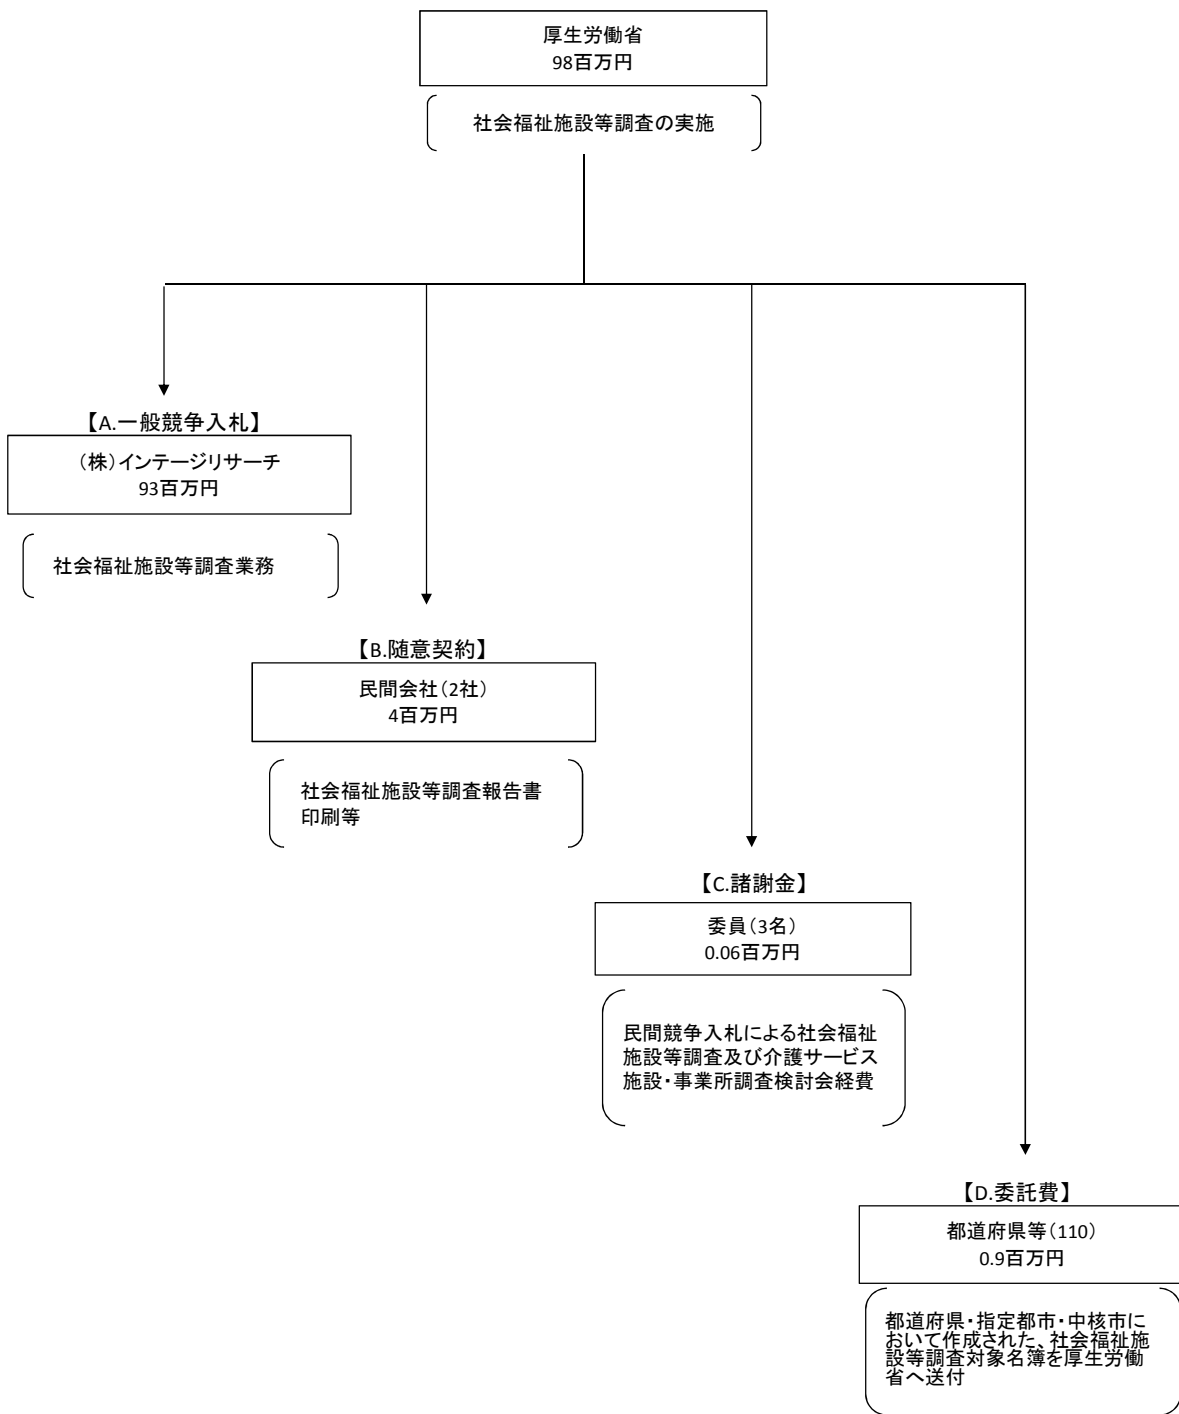 厚生労働省
98百万円
社会福祉施設等調査の実施
【A.一般競争入札】
（株）インテージリサーチ
93百万円
社会福祉施設等調査業務
【B.随意契約】
民間会社（2社）
4百万円
社会福祉施設等調査報告書
印刷等
【C.諸謝金】
委員（3名）
0.06百万円
民間競争入札による社会福祉
施設等調査及び介護サービス
施設・事業所調査検討会経費
【D.委託費】
都道府県等（110）
0.9百万円
都道府県・指定都市・中核市に
おいて作成された、社会福祉施
設等調査対象名簿を厚生労働
省へ送付